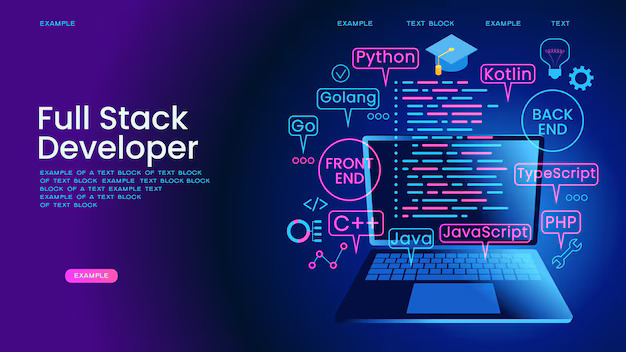 EXAMPLE
EXAMPLE
TEXT BLOCK
EXAMPLE
TEXT
Full Stack
Developer
EXAMPLE OF A TEXT BLOCK OF TEXT BLOCK
OF TEXT BLOCK EXAMPLE TEXT BLOCK BLOCK
BLOCK OF A TEXT EXAMPLE TEXT
EXAMPLE OF A TEXT BLOCK
OF TEXT BLOCK
EXAMPLE
Python
Kotlin
Golang
Go
BACK
END
FRONT
END
TypeScript
</>
C++
PHP
Java
JavaScript